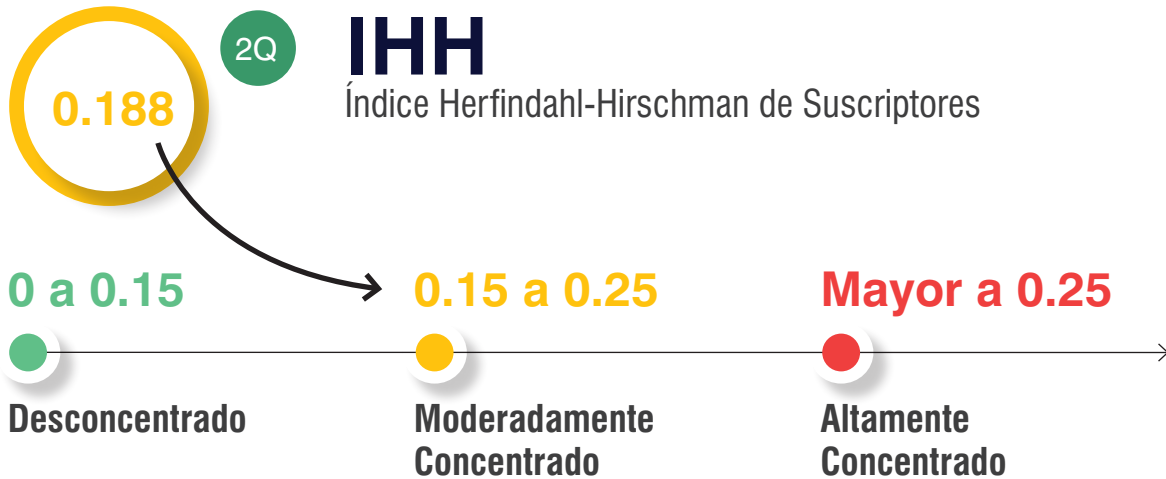 0.188
2Q
IHH
Índice Herfindahl-Hirschman de Suscriptores
0 a 0.15
0.15 a 0.25
Mayor a 0.25
Desconcentrado
Moderadamente
Concentrado
Altamente
Concentrado